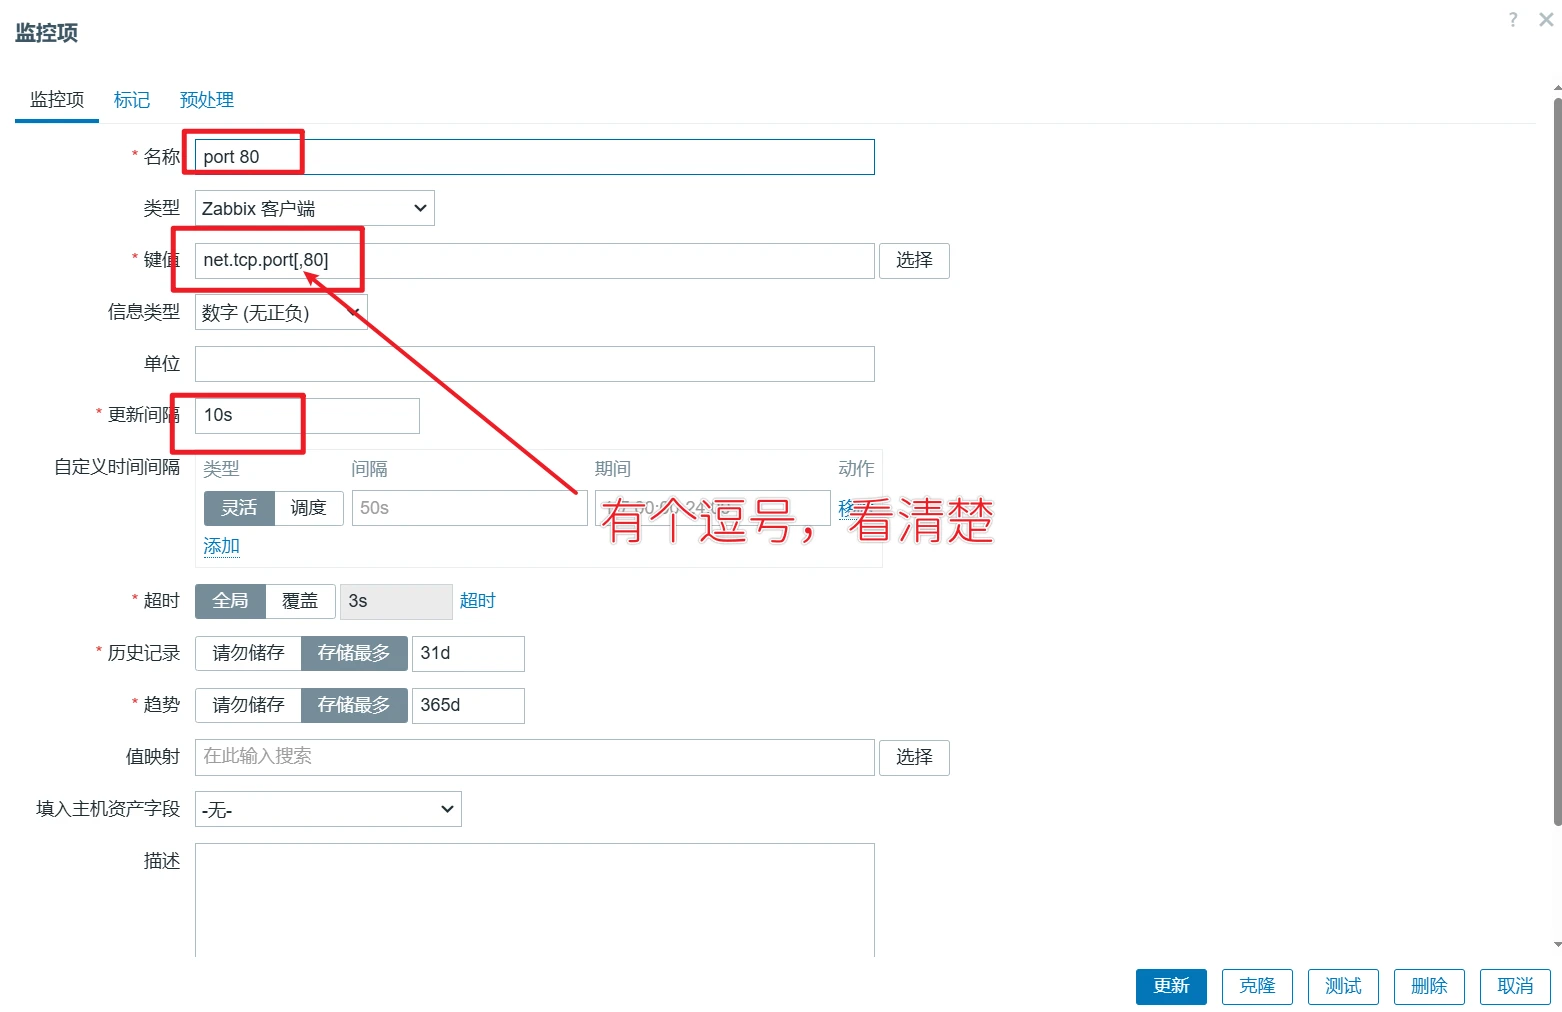 监控项
?
监控项 标记 预处理
* 名称 port 80
类型 Zabbix 客户端
* 键值 net.tcp.port[,80] 选择
信息类型 数字 (无正负)
单位
* 更新间隔 10s
自定义时间间隔 类型 间隔 期间 动作
灵活 调度 50s
有个逗号，看清楚
添加
* 超时 全局 覆盖 3s 超时
* 历史记录 请勿储存 存储最多 31d
* 趋势 请勿储存 存储最多 365d
值映射 在此输入搜索 选择
填入主机资产字段 -无-
描述
更新 克隆 测试 删除 取消